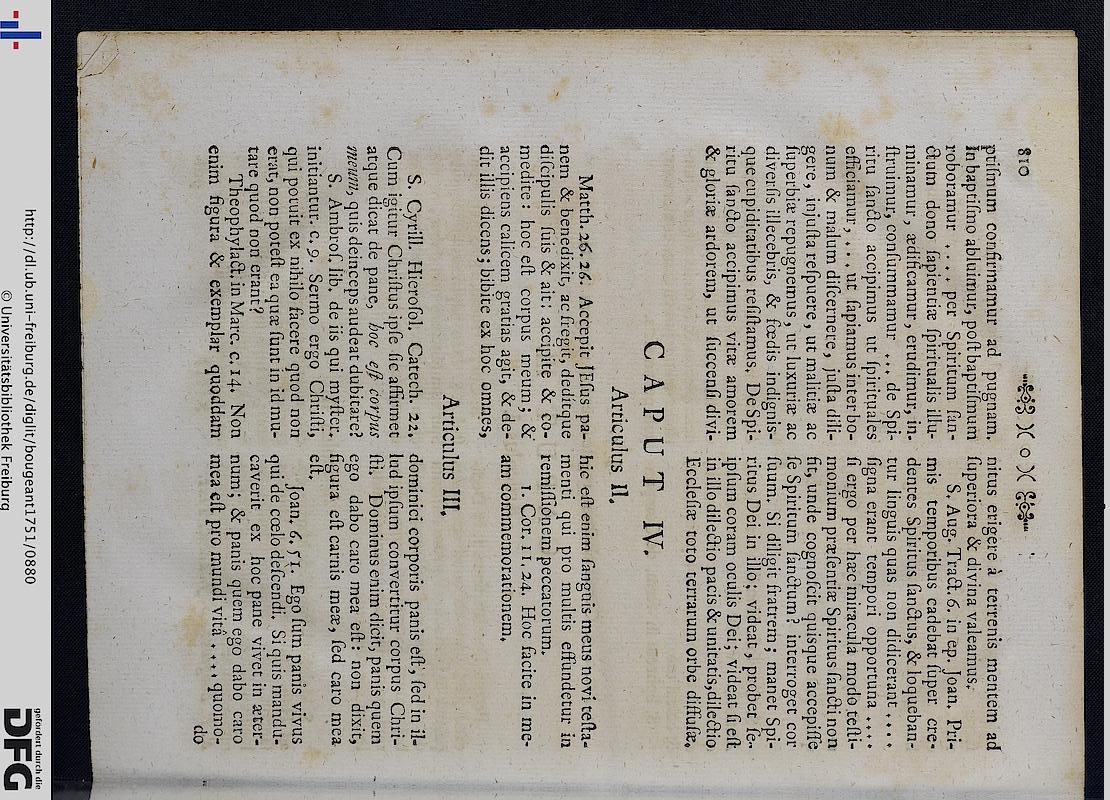 810 )( o )(
ptiſmum confirmamur ad pugnam.
In baptiſmo abluimur, poſt baptiſmum
roboramur .... per Spiritum ſan-
ctum dono ſapientiæ ſpiritualis illu-
minamur, ædificamur, erudimur, in-
ſtruimur, conſummamur ... de Spi-
ritu ſancto accipimus ut ſpirituales
efficiamur, .... ut ſapiamus inter bo-
num & malum diſcernere, juſta dili-
gere, injuſta reſpuere, ut malitiæ ac
ſuperbiæ repugnemus, ut luxuriæ ac
diverſis illecebris, & fœdis indignis-
que cupiditatibus reſiſtamus. De Spi-
ritu ſancto accipimus vitæ amorem
& gloriæ ardorem, ut ſuccenſi divi-
nitus erigere à terrenis mentem ad
ſuperiora & divina valeamus.
S. Aug. Tract. 6. in ep. Joan. Pri-
mis temporibus cadebat ſuper cre-
dentes Spiritus ſanctus, & loqueban-
tur linguis quas non didicerant ....
ſigna erant tempori opportuna ....
ſi ergo per hæc miracula modo teſti-
monium præſentiæ Spiritus ſancti non
fit, unde cognoſcit quisque accepiſſe
ſe Spiritum ſanctum? interroget cor
ſuum. Si diligit fratrem; manet Spi-
ritus Dei in illo; videat, probet ſe-
ipſum coram oculis Dei; videat ſi eſt
in illo dilectio pacis & unitatis, dilectio
Eccleſiæ toto terrarum orbe diffuſæ.
CAPUT IV.
Articulus II.
Matth. 26. 26. Accepit JEſus pa-
nem & benedixit, ac fregit, deditque
diſcipulis ſuis & ait: accipite & co-
medite: hoc eſt corpus meum; &
accipiens calicem gratias agit, & de-
dit illis dicens; bibite ex hoc omnes,
hic eſt enim ſanguis meus novi teſta-
menti qui pro multis effundetur in
remiſſionem peccatorum.
1. Cor. 11. 24. Hoc facite in me-
am commemorationem.
Articulus III.
S. Cyrill. Hieroſol. Catech. 22.
Cum igitur Chriſtus ipſe ſic affirmet
atque dicat de pane, hoc eſt corpus
meum, quis deinceps audeat dubitare?
S. Ambroſ. lib. de iis qui myſter.
initiantur. c. 9. Sermo ergo Chriſti,
qui potuit ex nihilo facere quod non
erat, non poteſt ea quæ ſunt in id mu-
tare quod non erant?
Theophylact. in Marc. c. 14. Non
enim figura & exemplar quoddam
dominici corporis panis eſt, ſed in il-
lud ipſum convertitur corpus Chri-
ſti. Dominus enim dicit, panis quem
ego dabo caro mea eſt: non dixit,
figura eſt carnis meæ, ſed caro mea
eſt.
Joan. 6. 51. Ego ſum panis vivus
qui de cœlo deſcendi. Si quis mandu-
caverit ex hoc pane vivet in æter-
num; & panis quem ego dabo caro
mea eſt pro mundi vitâ .... quomo-
do
http://dl.ub.uni-freiburg.de/diglit/bougeant1751/0880
© Universitätsbibliothek Freiburg
gefördert durch die
DFG